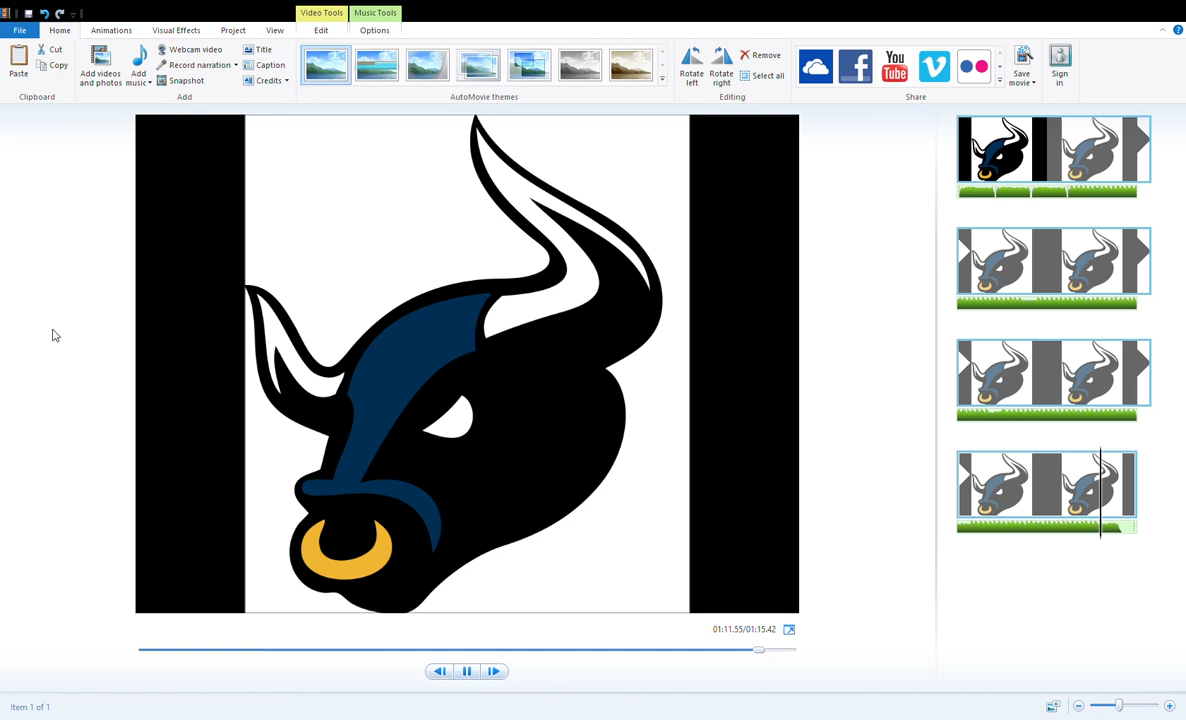 Video Tools Music Tools
File Home Animations Visual Effects Project View Edit Options
Paste
Cut
Copy
Clipboard
Add videos and photos
Add music
Webcam video
Record narration
Snapshot
Title
Caption
Credits
Add
AutoMovie themes
Rotate left
Rotate right
Remove
Select all
Editing
You
Tube
Share
Save movie
Sign in
01:11.55/01:15.42
Item 1 of 1